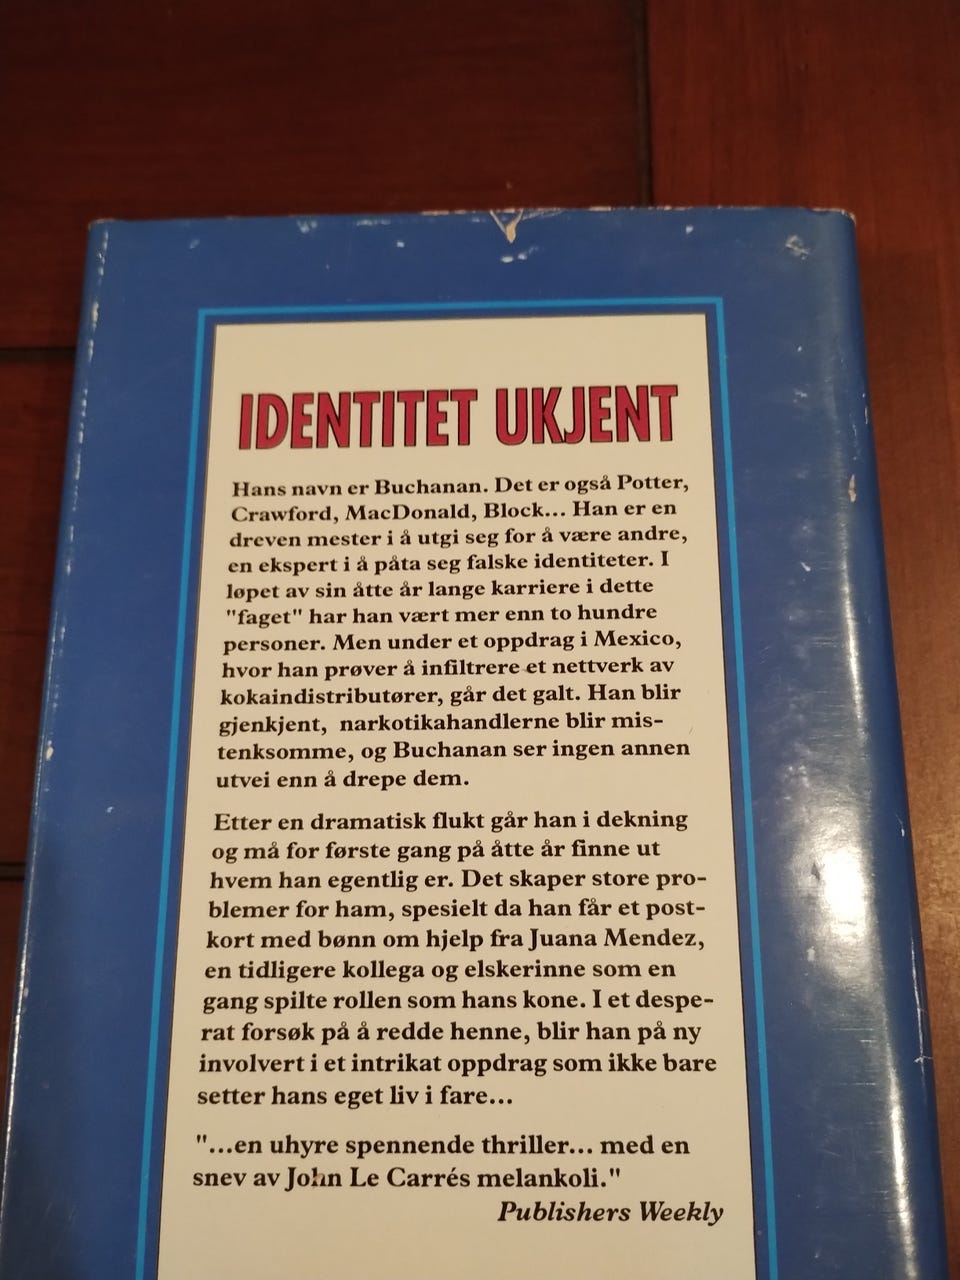 IDENTITET UKJENT
Hans navn er Buchanan. Det er også Potter,
Crawford, MacDonald, Block... Han er en
dreven mester i å utgi seg for å være andre,
en ekspert i å påta seg falske identiteter. I
løpet av sin åtte år lange karriere i dette
"faget" har han vært mer enn to hundre
personer. Men under et oppdrag i Mexico,
hvor han prøver å infiltrere et nettverk av
kokaindistributører, går det galt. Han blir
gjenkjent, narkotikahandlerne blir mis-
tenksomme, og Buchanan ser ingen annen
utvei enn å drepe dem.
Etter en dramatisk flukt går han i dekning
og må for første gang på åtte år finne ut
hvem han egentlig er. Det skaper store pro-
blemer for ham, spesielt da han får et post-
kort med bønn om hjelp fra Juana Mendez,
en tidligere kollega og elskerinne som en
gang spilte rollen som hans kone. I et despe-
rat forsøk på å redde henne, blir han på ny
involvert i et intrikat oppdrag som ikke bare
setter hans eget liv i fare...
"...en uhyre spennende thriller... med en
snev av John Le Carrés melankoli."
Publishers Weekly